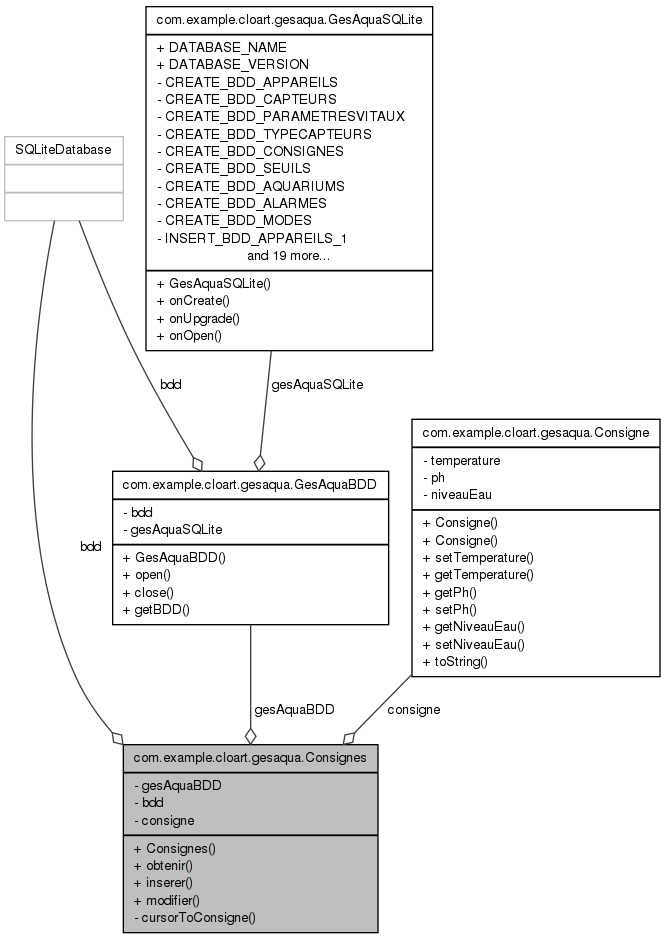 com.example.cloart.gesaqua.GesAquaSQLite
+ DATABASE_NAME
+ DATABASE_VERSION
- CREATE_BDD_APPAREILS
- CREATE_BDD_CAPTEURS
- CREATE_BDD_PARAMETRESVITAUX
- CREATE_BDD_TYPECAPTEURS
- CREATE_BDD_CONSIGNES
- CREATE_BDD_SEUILS
- CREATE_BDD_AQUARIUMS
- CREATE_BDD_ALARMES
- CREATE_BDD_MODES
- INSERT_BDD_APPAREILS_1
and 19 more...
+ GesAquaSQLite()
+ onCreate()
+ onUpgrade()
+ onOpen()
SQLiteDatabase
bdd
gesAquaSQLite
com.example.cloart.gesaqua.GesAquaBDD
- bdd
- gesAquaSQLite
+ GesAquaBDD()
+ open()
+ close()
+ getBDD()
com.example.cloart.gesaqua.Consigne
- temperature
- ph
- niveauEau
+ Consigne()
+ Consigne()
+ setTemperature()
+ getTemperature()
+ getPh()
+ setPh()
+ getNiveauEau()
+ setNiveauEau()
+ toString()
bdd
gesAquaBDD
consigne
com.example.cloart.gesaqua.Consignes
- gesAquaBDD
- bdd
- consigne
+ Consignes()
+ obtenir()
+ inserer()
+ modifier()
- cursorToConsigne()